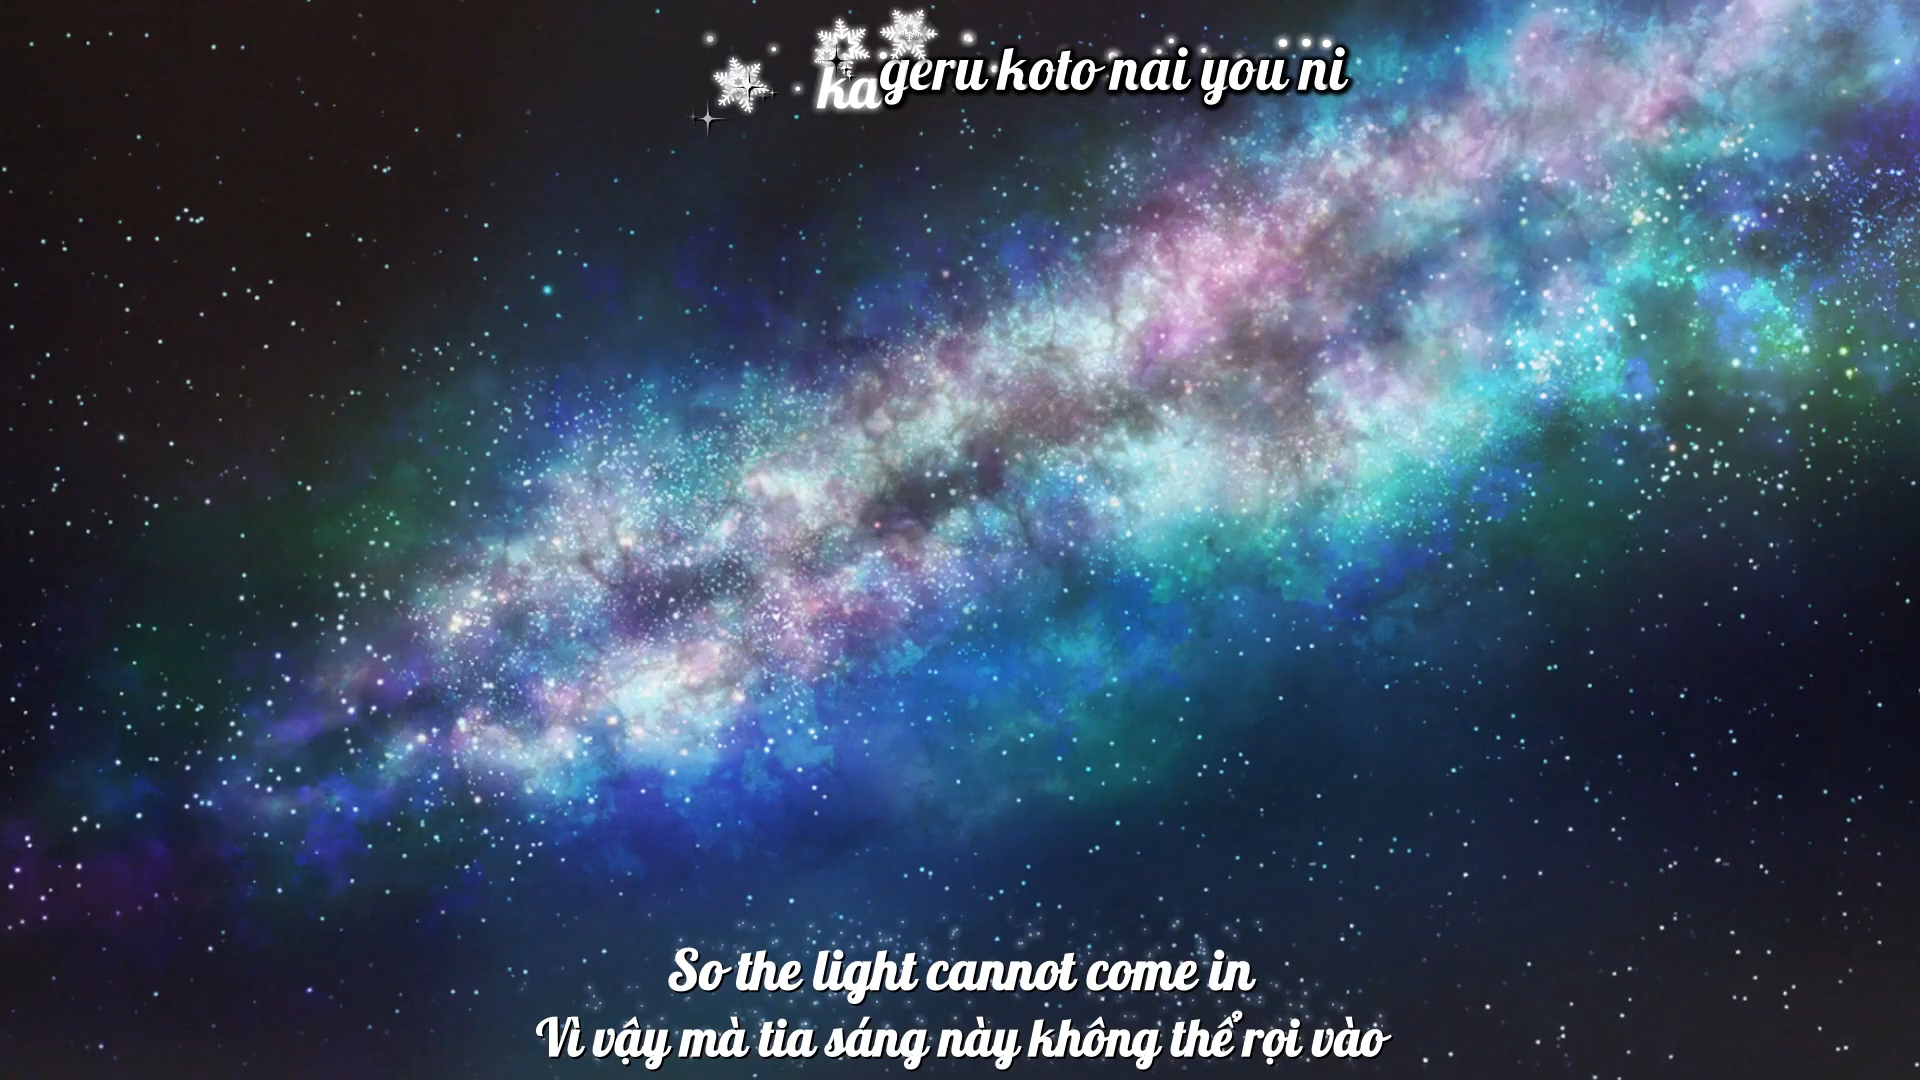 kageru koto nai you ni
So the light cannot come in
Vì vậy mà tia sáng này không thể rọi vào